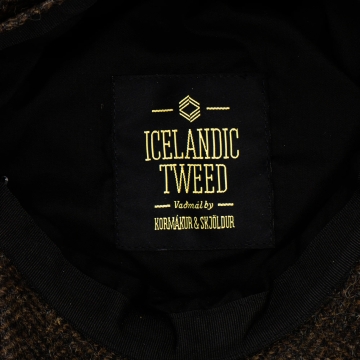 ICELANDIC
TWEED
Vaðmál by
KORMÁKUR & SKJÖLDUR